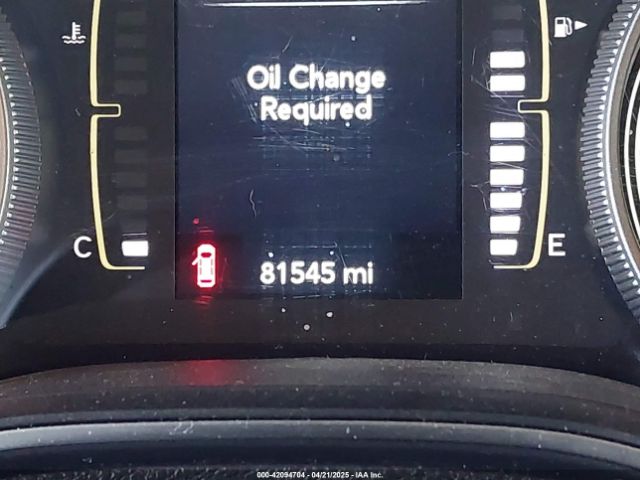 Oil Change
Required
C
E
81545 mi
000-42094704 - 04/21/2025 - IAA Inc.